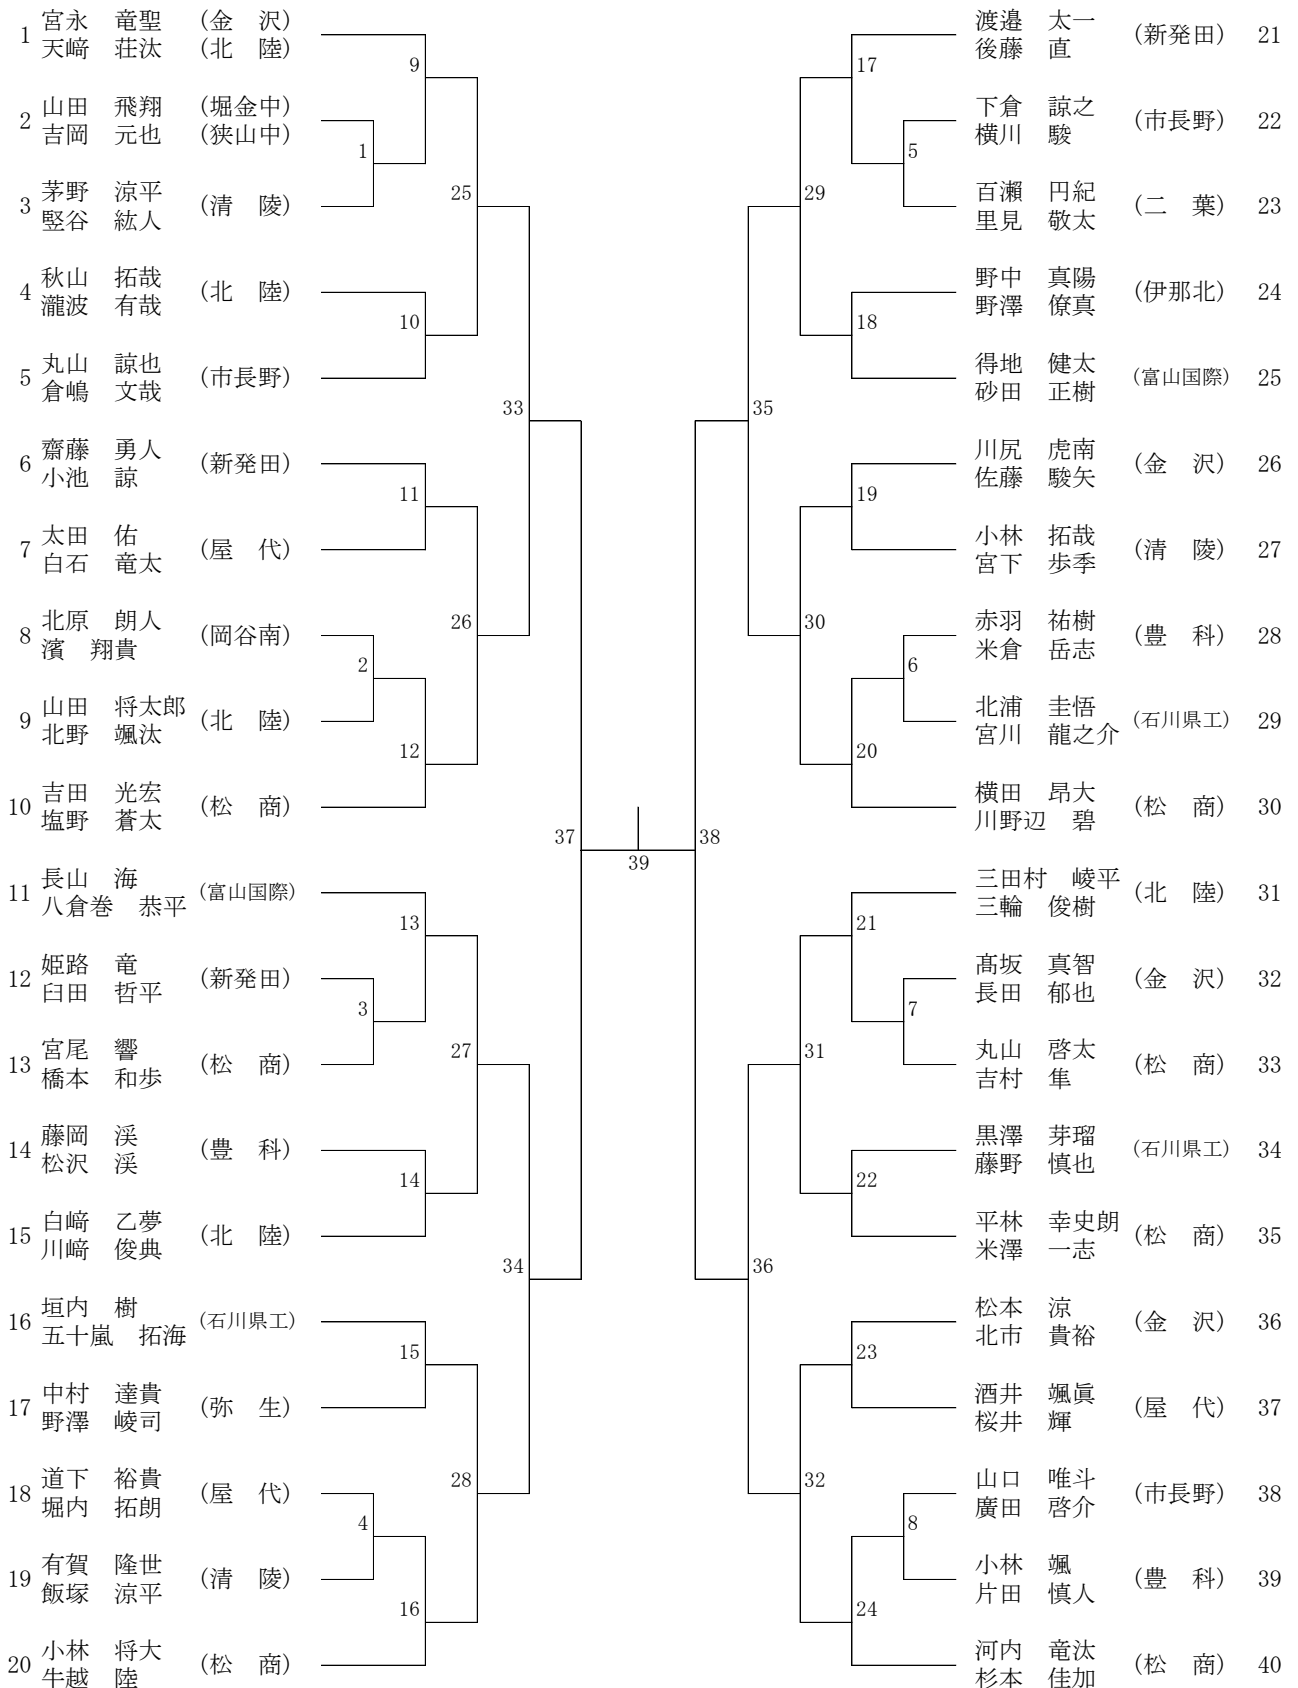 1 宮永　竜聖 (金　沢)
天﨑　荘汰 (北　陸)
2 山田　飛翔 (堀金中)
吉岡　元也 (狭山中)
3 茅野　涼平
竪谷　紘人 (清　陵)
4 秋山　拓哉
瀧波　有哉 (北　陸)
5 丸山　諒也
倉嶋　文哉 (市長野)
6 齋藤　勇人
小池　諒 (新発田)
7 太田　佑
白石　竜太 (屋　代)
8 北原　朗人
濱　翔貴 (岡谷南)
9 山田　将太郎
北野　颯汰 (北　陸)
10 吉田　光宏
塩野　蒼太 (松　商)
11 長山　海
八倉巻　恭平 (富山国際)
12 姫路　竜
臼田　哲平 (新発田)
13 宮尾　響
橋本　和歩 (松　商)
14 藤岡　渓
松沢　渓 (豊　科)
15 白﨑　乙夢
川﨑　俊典 (北　陸)
16 垣内　樹
五十嵐　拓海 (石川県工)
17 中村　達貴
野澤　崚司 (弥　生)
18 道下　裕貴
堀内　拓朗 (屋　代)
19 有賀　隆世
飯塚　涼平 (清　陵)
20 小林　将大
牛越　陸 (松　商)
9
1
25
10
33
11
26
2
12
37
13
3
27
14
34
15
28
4
16
39
38
17
5
29
18
35
19
30
6
20
21
7
31
22
36
23
32
8
24
渡邉　太一
後藤　直 (新発田) 21
下倉　諒之
横川　駿 (市長野) 22
百瀬　円紀
里見　敬太 (二　葉) 23
野中　真陽
野澤　僚真 (伊那北) 24
得地　健太
砂田　正樹 (富山国際) 25
川尻　虎南
佐藤　駿矢 (金　沢) 26
小林　拓哉
宮下　歩季 (清　陵) 27
赤羽　祐樹
米倉　岳志 (豊　科) 28
北浦　圭悟
宮川　龍之介 (石川県工) 29
横田　昂大
川野辺　碧 (松　商) 30
三田村　崚平
三輪　俊樹 (北　陸) 31
髙坂　真智
長田　郁也 (金　沢) 32
丸山　啓太
吉村　隼 (松　商) 33
黒澤　芽瑠
藤野　慎也 (石川県工) 34
平林　幸史朗
米澤　一志 (松　商) 35
松本　涼
北市　貴裕 (金　沢) 36
酒井　颯眞
桜井　輝 (屋　代) 37
山口　唯斗
廣田　啓介 (市長野) 38
小林　颯
片田　慎人 (豊　科) 39
河内　竜汰
杉本　佳加 (松　商) 40